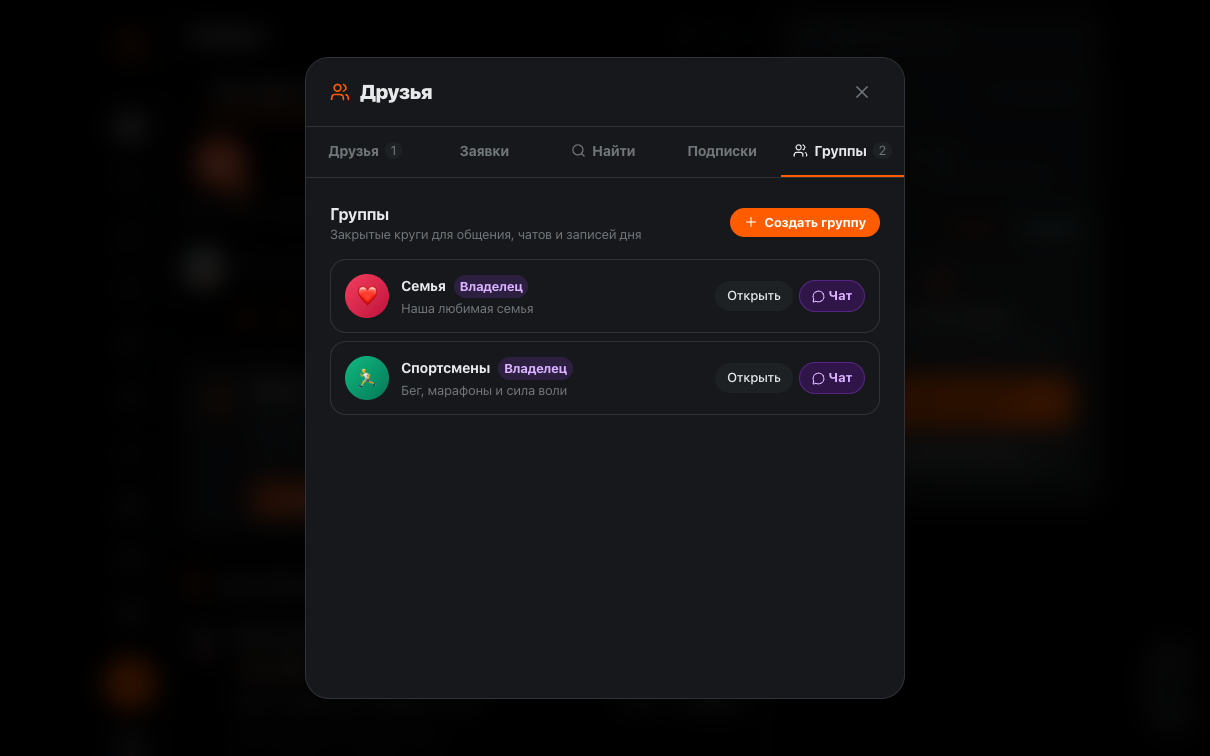 Друзья
Друзья 1
Заявки
Найти
Подписки
Группы 2
Группы
Закрытые круги для общения, чатов и записей дня
+ Создать группу
Семья Владелец
Наша любимая семья
Открыть
Чат
Спортсмены Владелец
Бег, марафоны и сила воли
Открыть
Чат